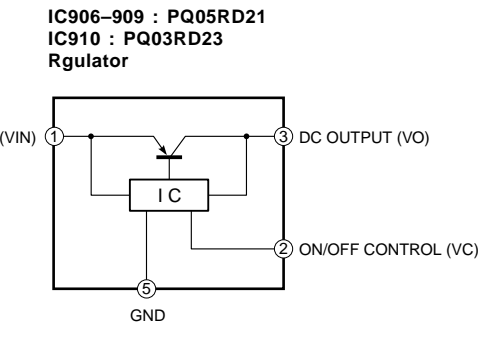 IC906–909 : PQ05RD21
IC910 : PQ03RD23
Rgulator
(VIN) 1
3 DC OUTPUT (VO)
I C
2 ON/OFF CONTROL (VC)
5
GND